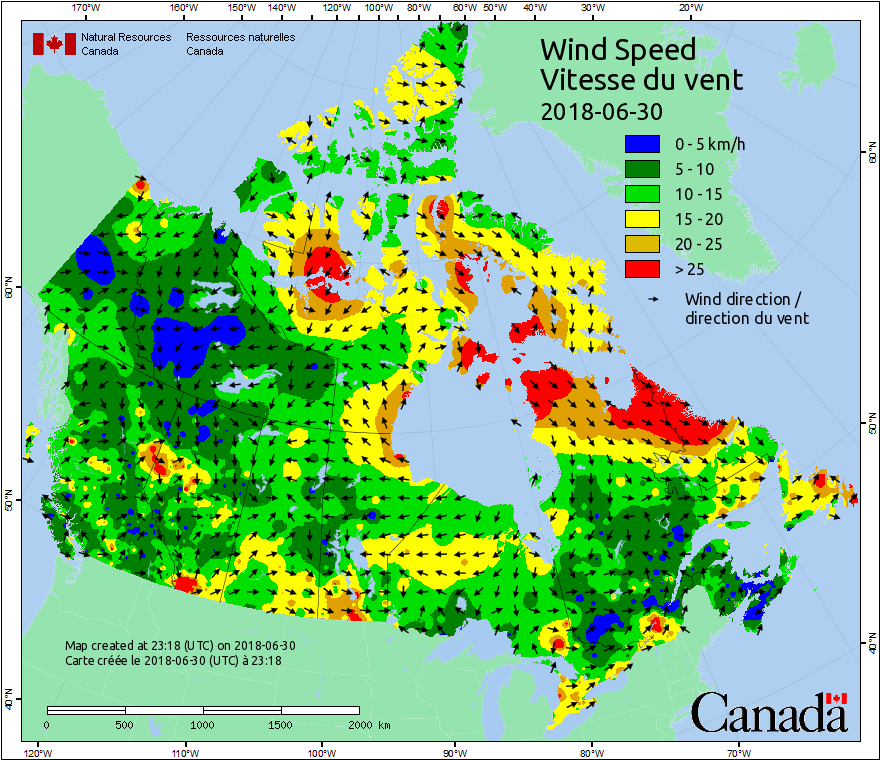 170°W 160°W 150°W 140°W 120°W 100°W 80°W 60°W 50°W 40°W 30°W 20°W
Natural Resources Ressources naturelles
Canada Canada
Wind Speed
Vitesse du vent
2018-06-30
0 - 5 km/h
5 - 10
10 - 15
15 - 20
20 - 25
> 25
Wind direction /
direction du vent
60°N
50°N
40°N
60°N
50°N
40°N
Map created at 23:18 (UTC) on 2018-06-30
Carte créée le 2018-06-30 (UTC) à 23:18
0 500 1000 1500 2000 km
Canada
120°W 110°W 100°W 90°W 80°W 70°W